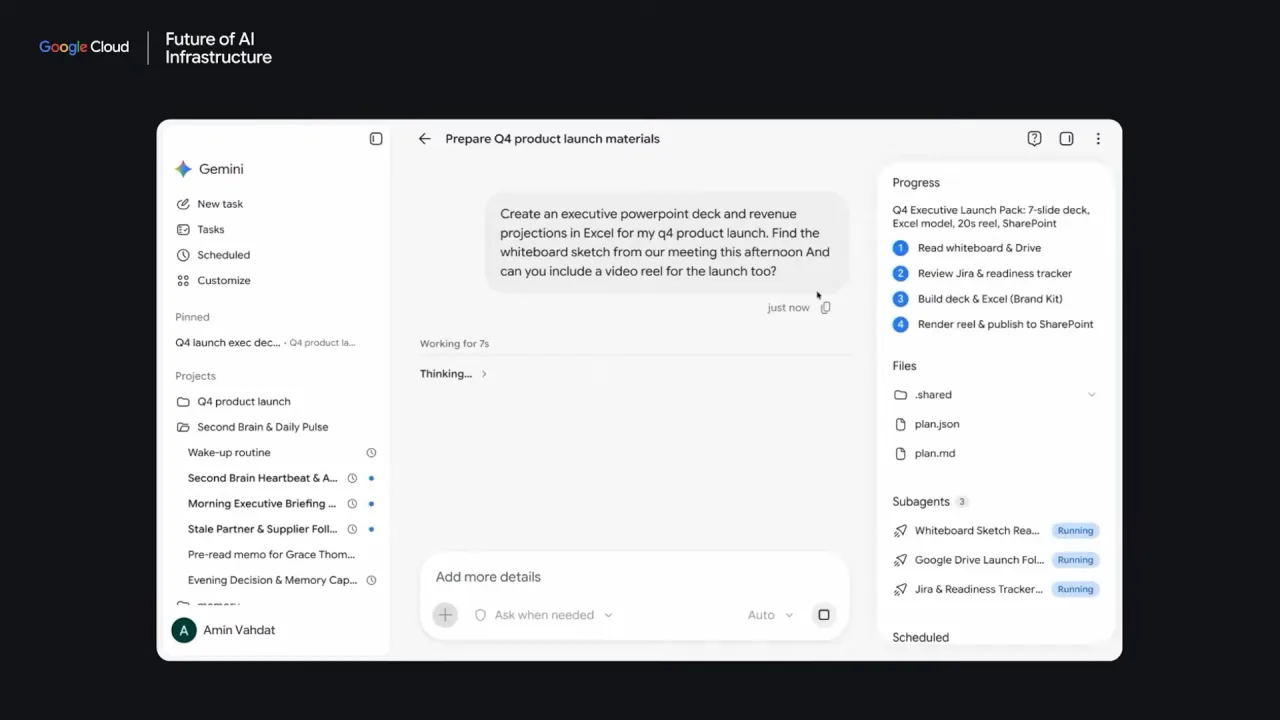 Google Cloud
Future of AI
Infrastructure
Gemini
New task
Tasks
Scheduled
Customize
Pinned
Q4 launch exec dec... · Q4 product la...
Projects
Q4 product launch
Second Brain & Daily Pulse
Wake-up routine
Second Brain Heartbeat & A...
Morning Executive Briefing ...
Stale Partner & Supplier Foll...
Pre-read memo for Grace Thom...
Evening Decision & Memory Cap...
memory
A
Amin Vahdat
Prepare Q4 product launch materials
Create an executive powerpoint deck and revenue
projections in Excel for my q4 product launch. Find the
whiteboard sketch from our meeting this afternoon And
can you include a video reel for the launch too?
just now
Working for 7s
Thinking...
Add more details
Ask when needed
Auto
Progress
Q4 Executive Launch Pack: 7-slide deck,
Excel model, 20s reel, SharePoint
1 Read whiteboard & Drive
2 Review Jira & readiness tracker
3 Build deck & Excel (Brand Kit)
4 Render reel & publish to SharePoint
Files
.shared
plan.json
plan.md
Subagents 3
Whiteboard Sketch Rea... Running
Google Drive Launch Fol... Running
Jira & Readiness Tracker... Running
Scheduled